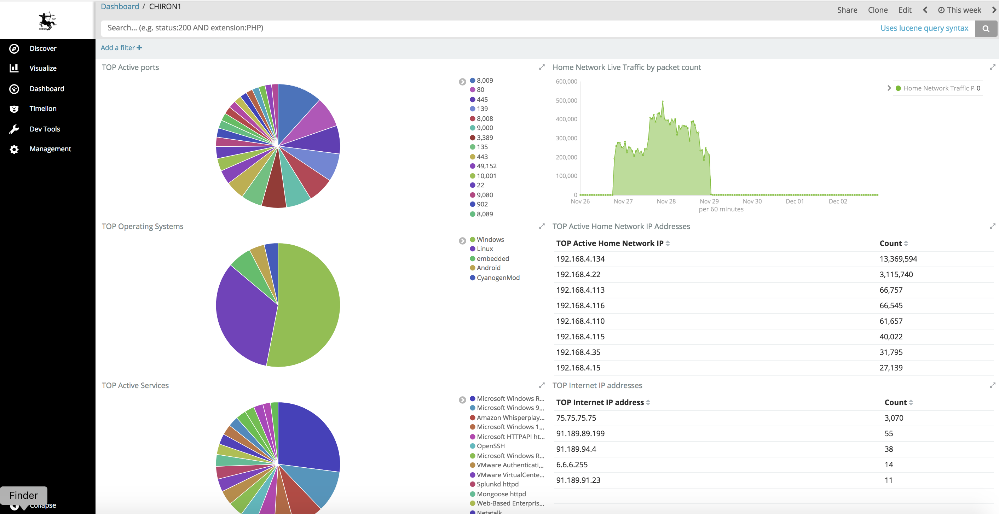 Dashboard / CHIRON1
Share Clone Edit This week
CHIRON
Search... (e.g. status:200 AND extension:PHP)
Uses lucene query syntax
Add a filter
Discover
Visualize
Dashboard
Timelion
Dev Tools
Management
Finder
Collapse
TOP Active ports
8,009
80
445
139
8,008
9,000
3,389
135
443
49,152
10,001
22
9,080
902
8,089
Home Network Live Traffic by packet count
600,000
500,000
400,000
300,000
200,000
100,000
0
Nov 26 Nov 27 Nov 28 Nov 29 Nov 30 Dec 01 Dec 02
per 60 minutes
Home Network Traffic P 0
TOP Operating Systems
Windows
Linux
embedded
Android
CyanogenMod
TOP Active Home Network IP Addresses
TOP Active Home Network IP Count
192.168.4.134 13,369,594
192.168.4.22 3,115,740
192.168.4.113 66,757
192.168.4.116 66,545
192.168.4.110 61,657
192.168.4.115 40,022
192.168.4.35 31,795
192.168.4.15 27,139
TOP Active Services
Microsoft Windows R...
Microsoft Windows 9...
Amazon Whisperplay...
Microsoft Windows 1...
Microsoft HTTPAPI ht...
OpenSSH
Microsoft Windows R...
VMware Authenticati...
VMware VirtualCente...
Splunkd httpd
Mongoose httpd
Web-Based Enterpris...
Netatalk
TOP Internet IP addresses
TOP Internet IP address Count
75.75.75.75 3,070
91.189.89.199 55
91.189.94.4 38
6.6.6.255 14
91.189.91.23 11